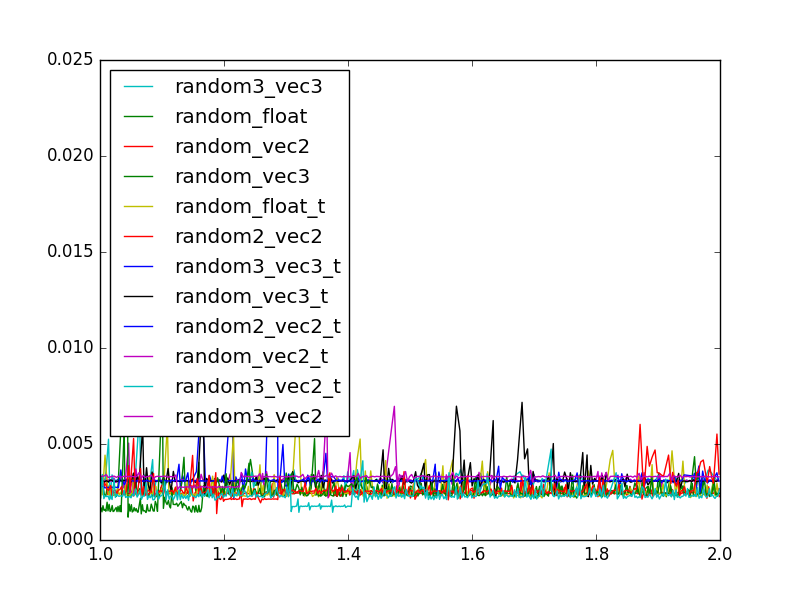 0.025
0.020
0.015
0.010
0.005
0.000
random3_vec3
random_float
random_vec2
random_vec3
random_float_t
random2_vec2
random3_vec3_t
random_vec3_t
random2_vec2_t
random_vec2_t
random3_vec2_t
random3_vec2
1.0 1.2 1.4 1.6 1.8 2.0